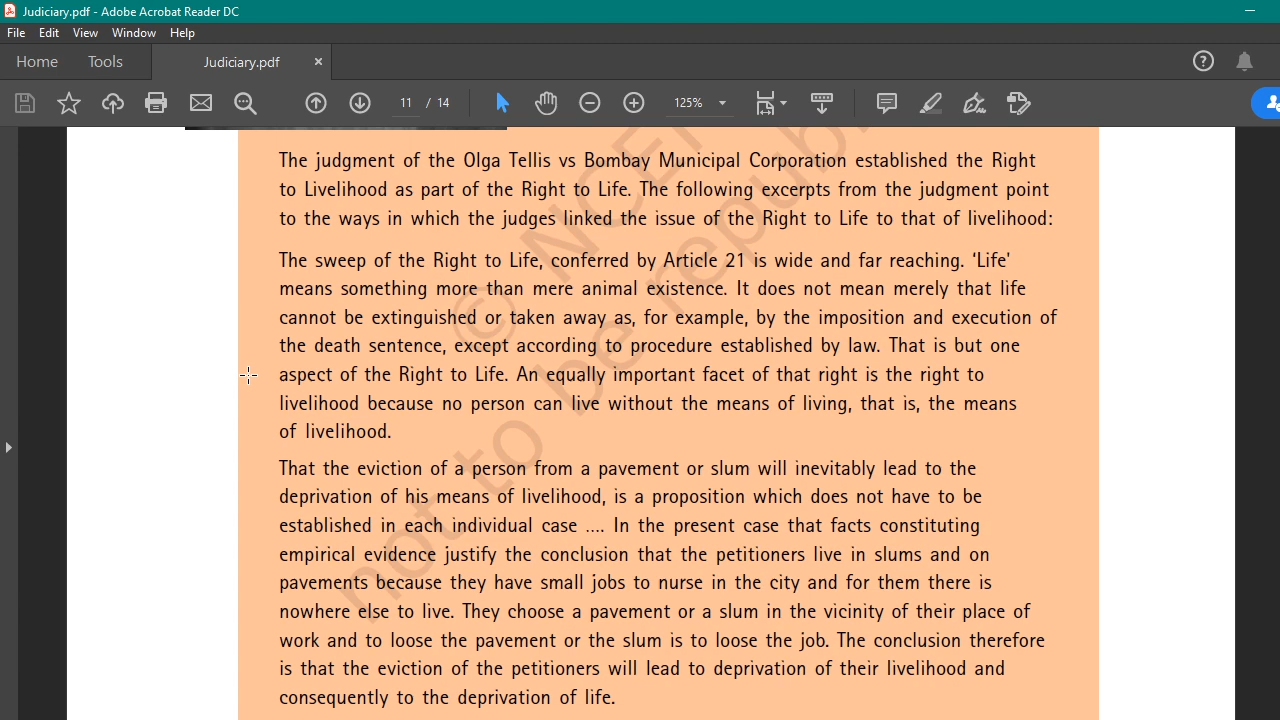 Judiciary.pdf - Adobe Acrobat Reader DC
File Edit View Window Help
Home Tools Judiciary.pdf ×
11 / 14 125%
The judgment of the Olga Tellis vs Bombay Municipal Corporation established the Right
to Livelihood as part of the Right to Life. The following excerpts from the judgment point
to the ways in which the judges linked the issue of the Right to Life to that of livelihood:
The sweep of the Right to Life, conferred by Article 21 is wide and far reaching. ‘Life’
means something more than mere animal existence. It does not mean merely that life
cannot be extinguished or taken away as, for example, by the imposition and execution of
the death sentence, except according to procedure established by law. That is but one
aspect of the Right to Life. An equally important facet of that right is the right to
livelihood because no person can live without the means of living, that is, the means
of livelihood.
That the eviction of a person from a pavement or slum will inevitably lead to the
deprivation of his means of livelihood, is a proposition which does not have to be
established in each individual case .... In the present case that facts constituting
empirical evidence justify the conclusion that the petitioners live in slums and on
pavements because they have small jobs to nurse in the city and for them there is
nowhere else to live. They choose a pavement or a slum in the vicinity of their place of
work and to loose the pavement or the slum is to loose the job. The conclusion therefore
is that the eviction of the petitioners will lead to deprivation of their livelihood and
consequently to the deprivation of life.
©
not to be